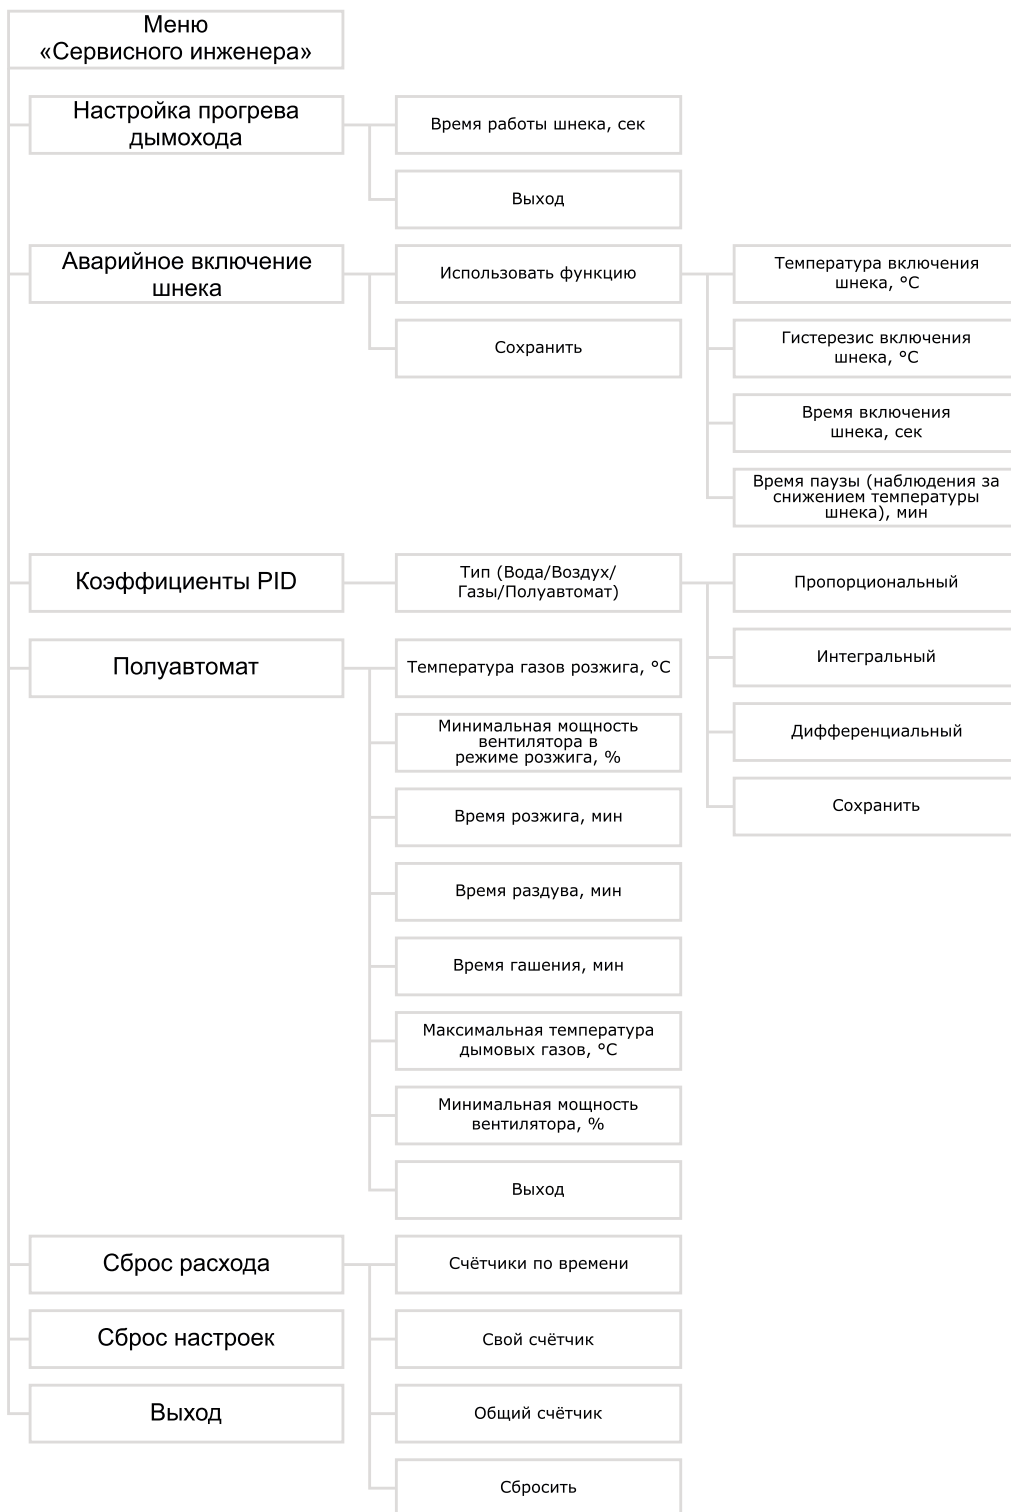 Меню
«Сервисного инженера»
Настройка прогрева
дымохода
Время работы шнека, сек
Выход
Аварийное включение
шнека
Использовать функцию
Температура включения
шнека, °С
Гистерезис включения
шнека, °С
Время включения
шнека, сек
Время паузы (наблюдения за
снижением температуры
шнека), мин
Сохранить
Коэффициенты PID
Тип (Вода/Воздух/
Газы/Полуавтомат)
Пропорциональный
Интегральный
Дифференциальный
Сохранить
Полуавтомат
Температура газов розжига, °С
Минимальная мощность
вентилятора в
режиме розжига, %
Время розжига, мин
Время раздува, мин
Время гашения, мин
Максимальная температура
дымовых газов, °С
Минимальная мощность
вентилятора, %
Выход
Сброс расхода
Счётчики по времени
Свой счётчик
Общий счётчик
Сбросить
Сброс настроек
Выход